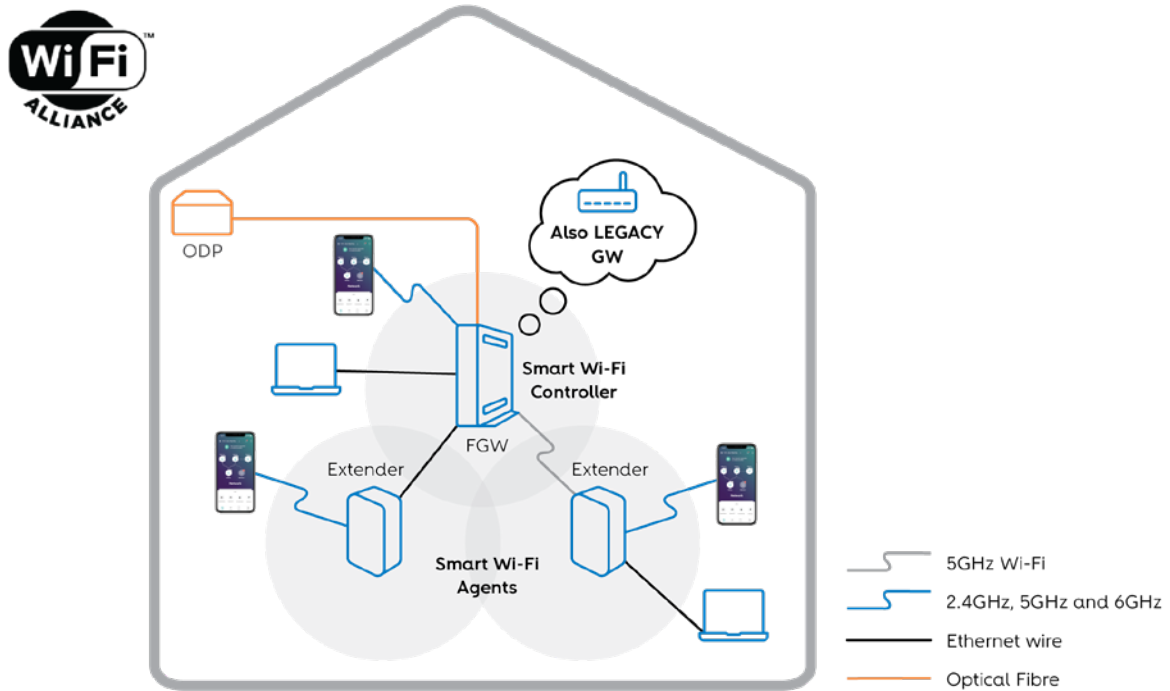 Wi Fi
™
ALLIANCE
ODP
Also LEGACY
GW
Smart Wi-Fi
Controller
FGW
Extender
Extender
Smart Wi-Fi
Agents
5GHz Wi-Fi
2.4GHz, 5GHz and 6GHz
Ethernet wire
Optical Fibre